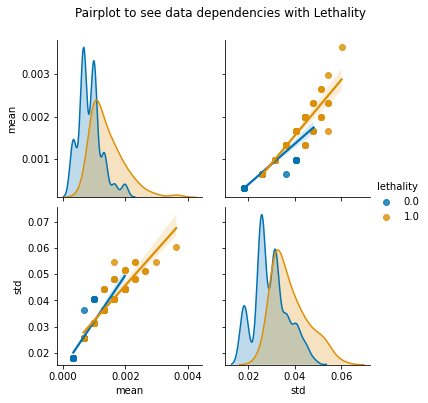 Pairplot to see data dependencies with Lethality
0.003
0.002
0.001
mean
lethality
0.0
1.0
0.07
0.06
0.05
0.04
0.03
0.02
std
0.000 0.002 0.004
mean
0.02 0.04 0.06
std